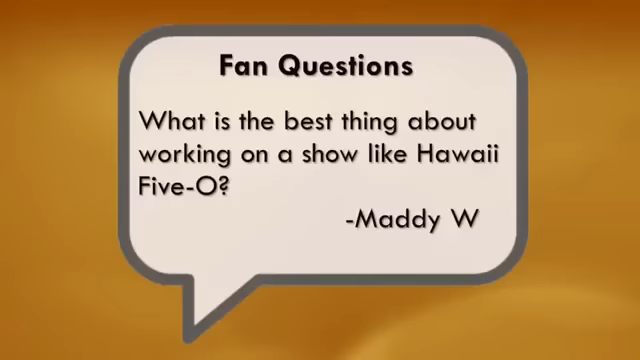 Fan Questions
What is the best thing about
working on a show like Hawaii
Five-O?
-Maddy W